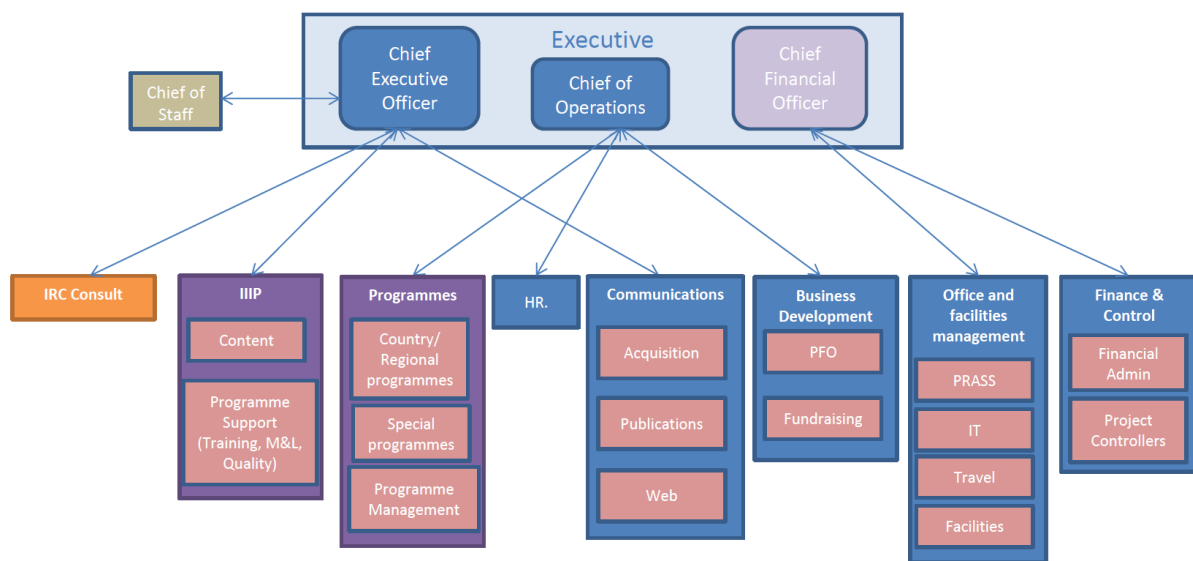 Executive
Chief
Executive
Officer
Chief of
Operations
Chief
Financial
Officer
Chief of
Staff
IRC Consult
IIIP
Content
Programme
Support
(Training, M&L,
Quality)
Programmes
Country/
Regional
programmes
Special
programmes
Programme
Management
HR.
Communications
Acquisition
Publications
Web
Business
Development
PFO
Fundraising
Office and
facilities
management
PRASS
IT
Travel
Facilities
Finance &
Control
Financial
Admin
Project
Controllers